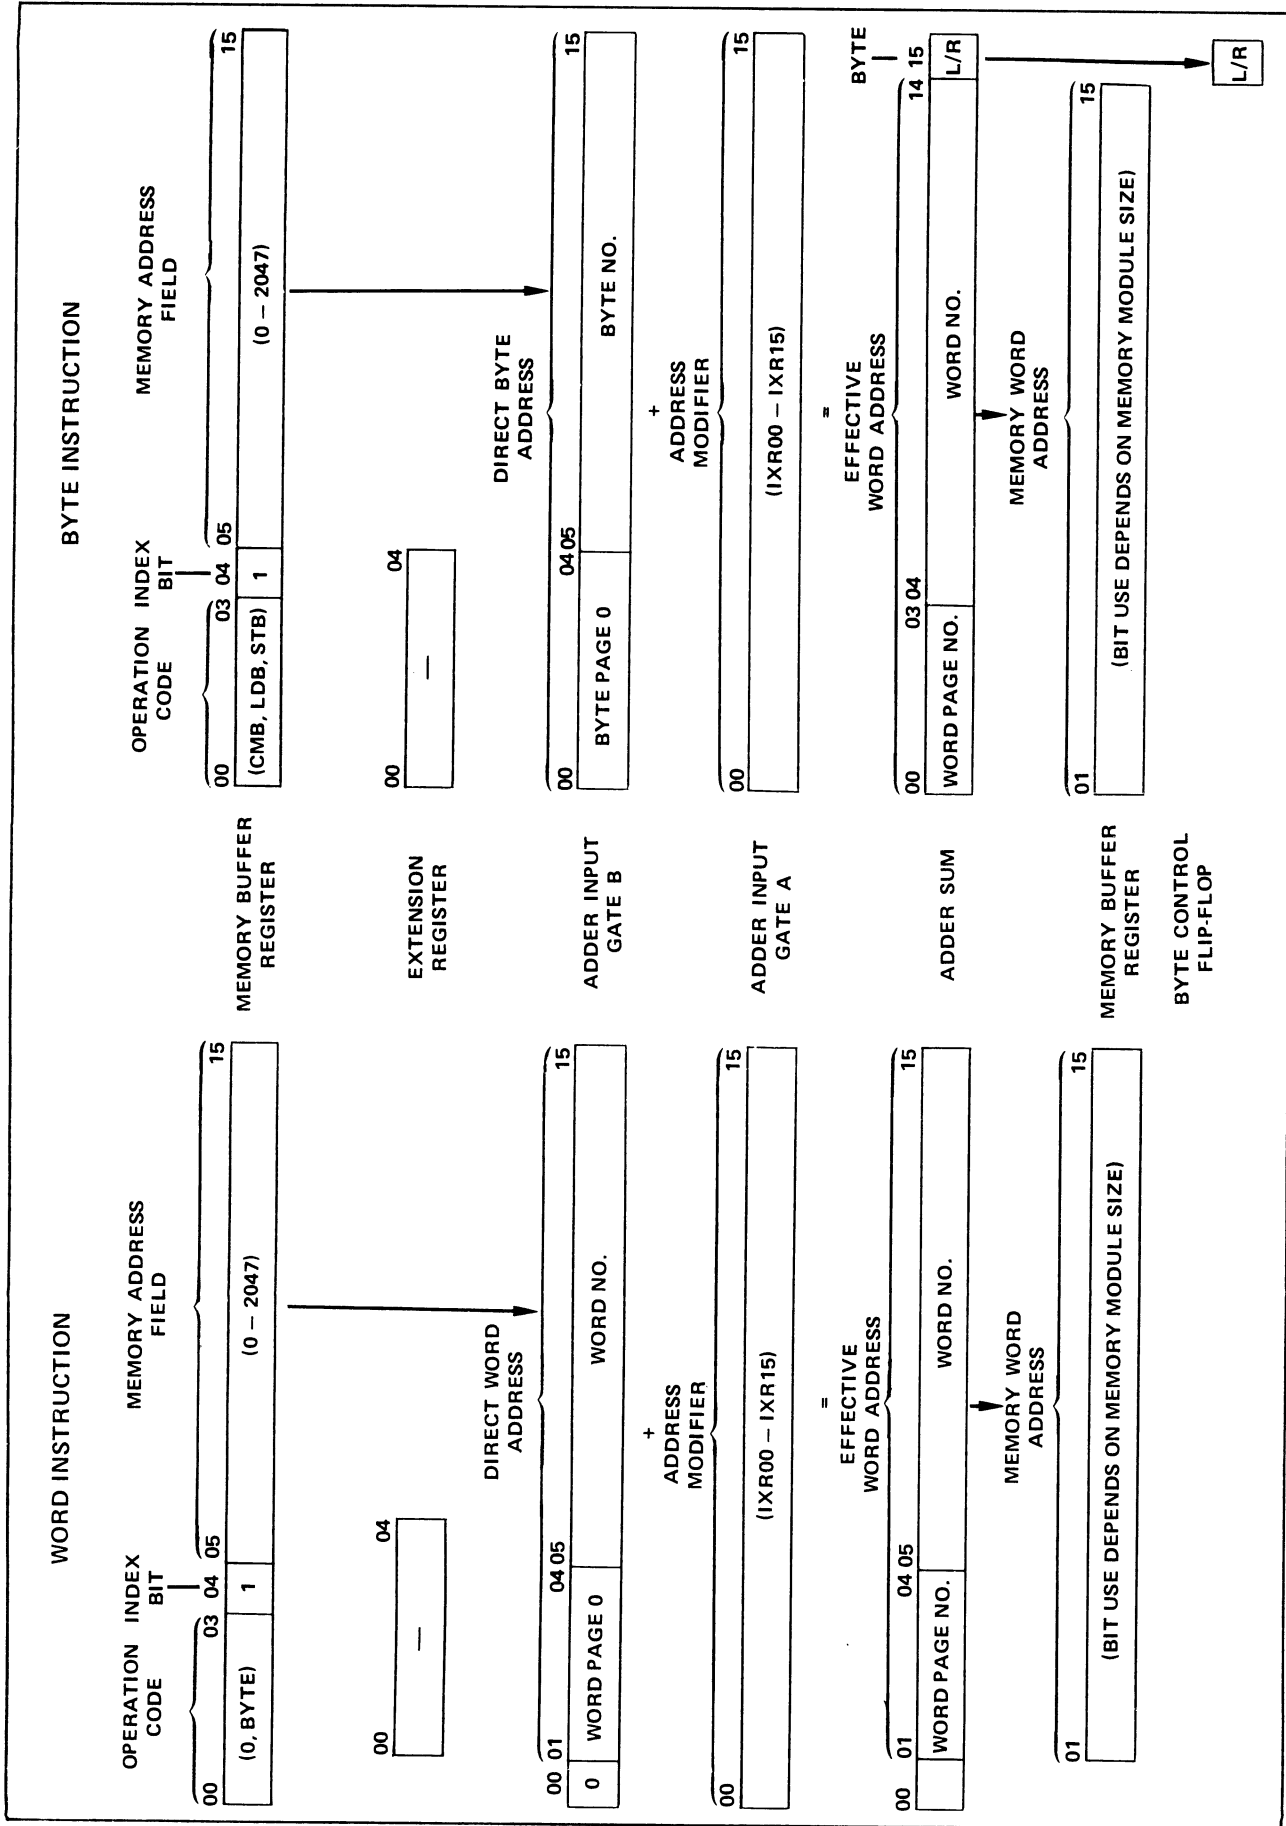 WORD INSTRUCTION
OPERATION CODE
INDEX BIT
MEMORY ADDRESS FIELD
00 03 04 05 15
(0, BYTE) 1 (0 – 2047)
00 04
—
DIRECT WORD ADDRESS
00 01 04 05 15
0 WORD PAGE 0 WORD NO.
+
ADDRESS MODIFIER
00 15
(IXR00 – IXR15)
=
EFFECTIVE WORD ADDRESS
00 01 04 05 15
WORD PAGE NO. WORD NO.
MEMORY WORD ADDRESS
01 15
(BIT USE DEPENDS ON MEMORY MODULE SIZE)
MEMORY BUFFER REGISTER
EXTENSION REGISTER
ADDER INPUT GATE B
ADDER INPUT GATE A
ADDER SUM
MEMORY BUFFER REGISTER
BYTE CONTROL FLIP-FLOP
BYTE INSTRUCTION
OPERATION CODE
INDEX BIT
MEMORY ADDRESS FIELD
00 03 04 05 15
(CMB, LDB, STB) 1 (0 – 2047)
00 04
—
DIRECT BYTE ADDRESS
00 04 05 15
BYTE PAGE 0 BYTE NO.
+
ADDRESS MODIFIER
00 15
(IXR00 – IXR15)
=
EFFECTIVE WORD ADDRESS
BYTE
00 03 04 14 15
WORD PAGE NO. WORD NO. L/R
MEMORY WORD ADDRESS
01 15
(BIT USE DEPENDS ON MEMORY MODULE SIZE)
L/R